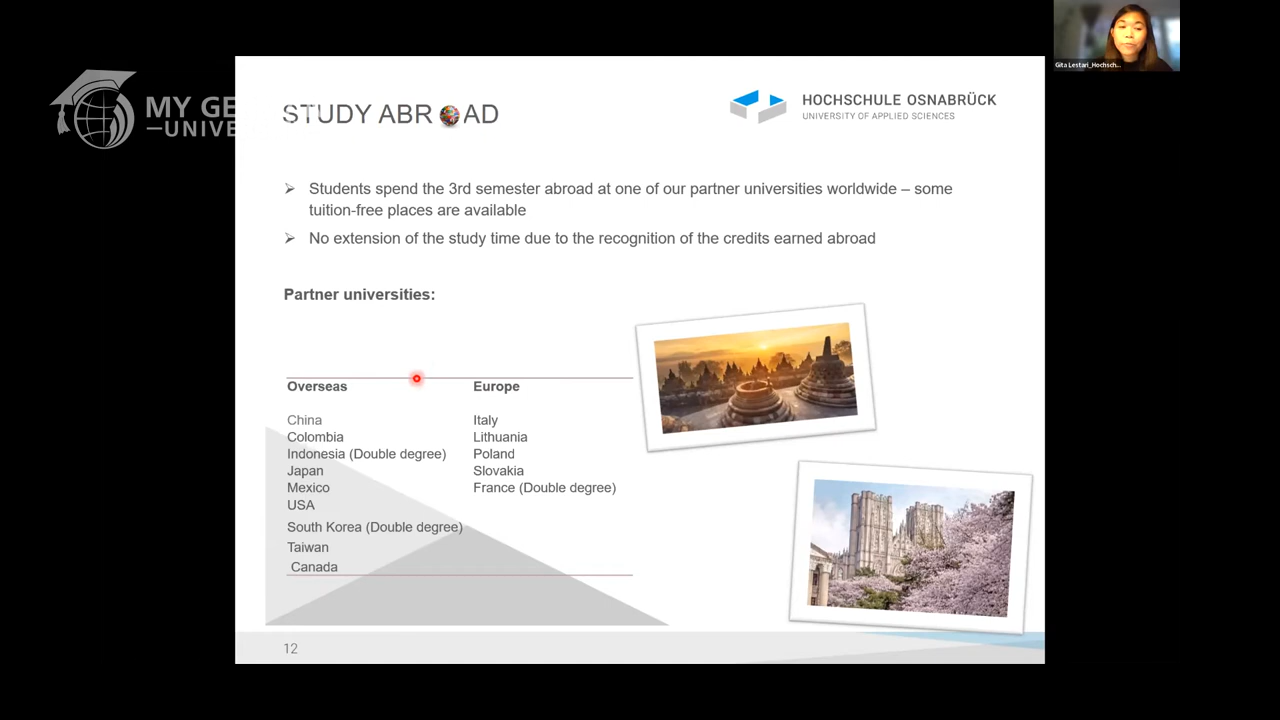 Gita Lestari_Hochsch...
MY GE
UNIVE
STUDY ABROAD
HOCHSCHULE OSNABRÜCK
UNIVERSITY OF APPLIED SCIENCES
Students spend the 3rd semester abroad at one of our partner universities worldwide – some
tuition-free places are available
No extension of the study time due to the recognition of the credits earned abroad
Partner universities:
Overseas
China
Colombia
Indonesia (Double degree)
Japan
Mexico
USA
South Korea (Double degree)
Taiwan
Canada
Europe
Italy
Lithuania
Poland
Slovakia
France (Double degree)
12